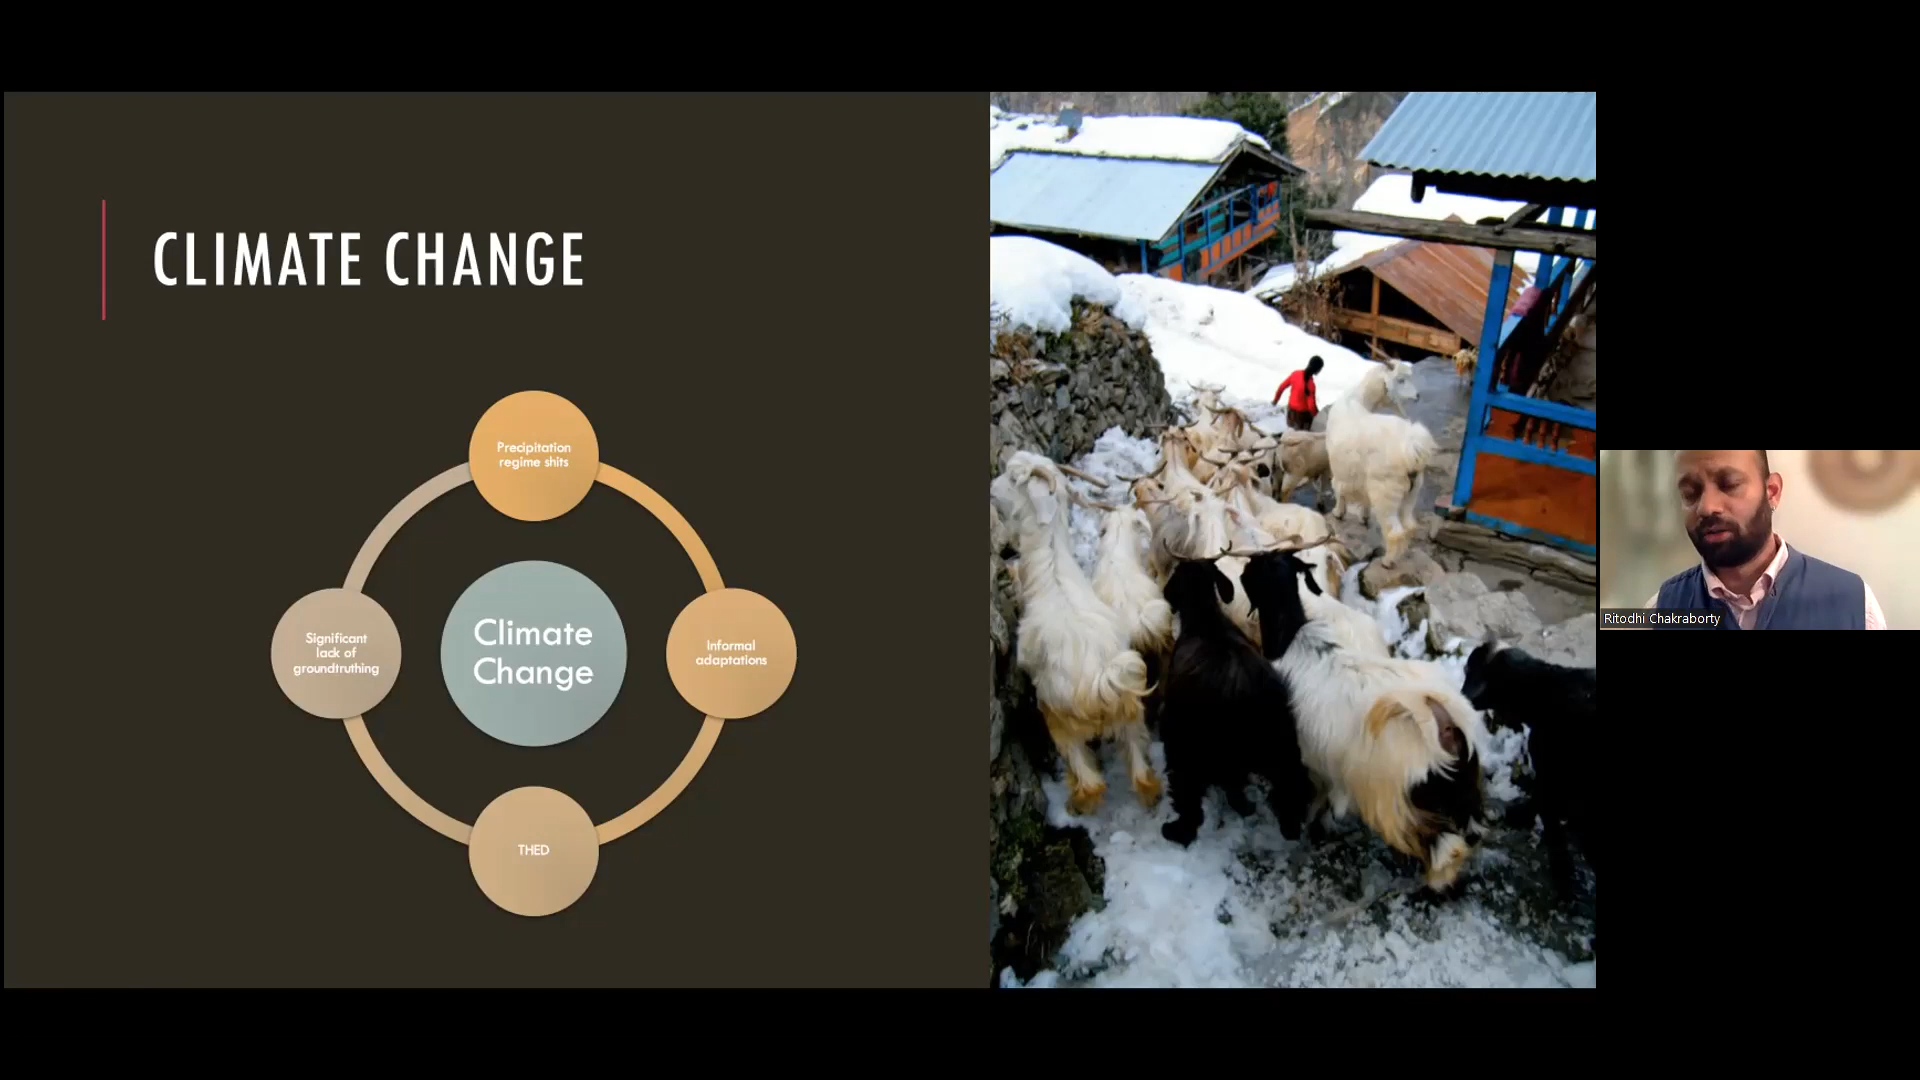 CLIMATE CHANGE
Precipitation
regime shits
Significant
lack of
groundtruthing
Climate
Change
Informal
adaptations
THED
Ritodhi Chakraborty